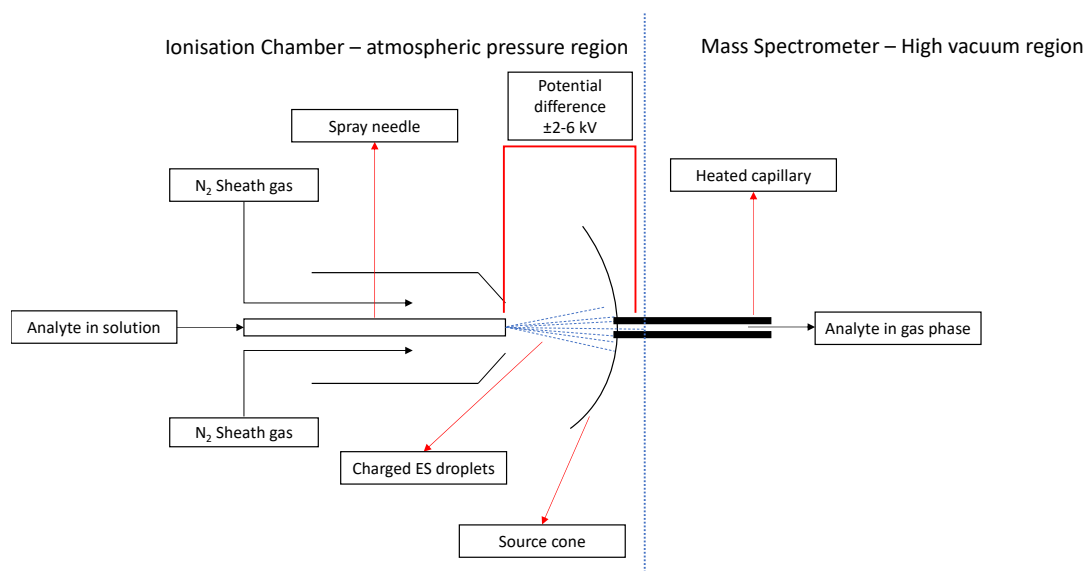 Ionisation Chamber – atmospheric pressure region
Mass Spectrometer – High vacuum region
Potential
difference
±2-6 kV
Spray needle
N₂ Sheath gas
Heated capillary
Analyte in solution
Analyte in gas phase
N₂ Sheath gas
Charged ES droplets
Source cone